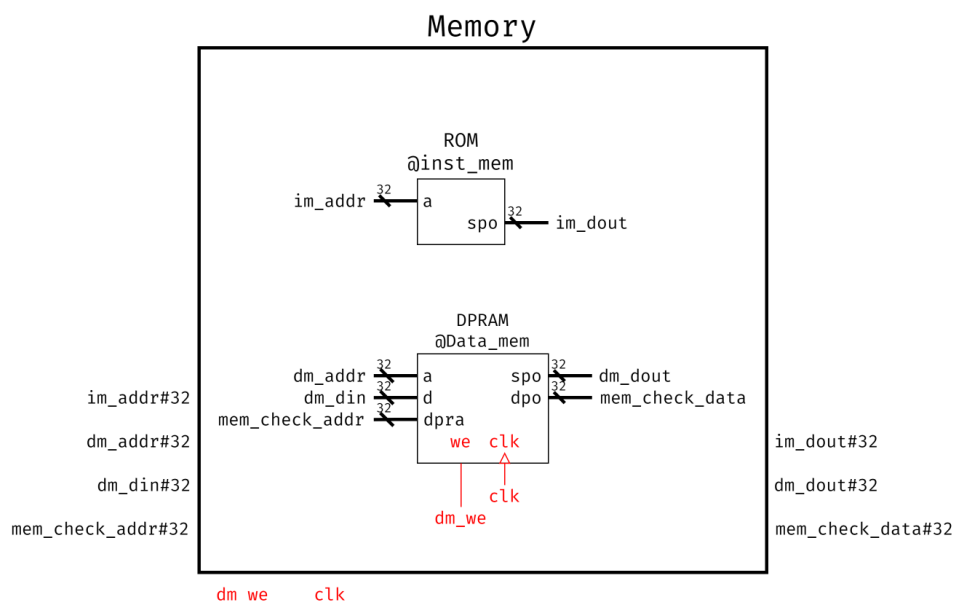 Memory
ROM
@inst_mem
im_addr 32 a
spo 32 im_dout
DPRAM
@Data_mem
dm_addr 32 a spo 32 dm_dout
dm_din 32 d dpo 32 mem_check_data
mem_check_addr 32 dpra
we clk
clk
dm_we
im_addr#32
dm_addr#32
dm_din#32
mem_check_addr#32
im_dout#32
dm_dout#32
mem_check_data#32
dm_we clk